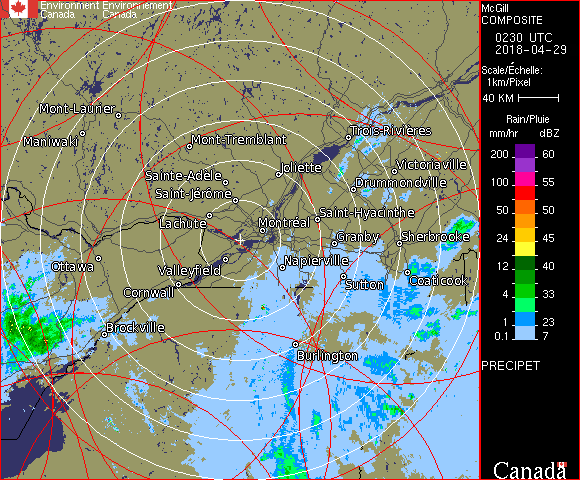 Environment Environnement
Canada Canada
McGill
COMPOSITE
0230 UTC
2018-04-29
Scale/Échelle:
1km/Pixel
40 KM
Rain/Pluie
mm/hr dBZ
200 60
100 55
50 50
24 45
12 40
4 33
1 23
0.1 7
PRECIPET
Canada
Mont-Laurier
Maniwaki
Mont-Tremblant
Trois-Rivières
Joliette
Victoriaville
Sainte-Adèle
Drummondville
Saint-Jérôme
Lachute
Saint-Hyacinthe
Montréal
Granby
Sherbrooke
Ottawa
Valleyfield
Napierville
Cornwall
Sutton
Coaticook
Brockville
Burlington